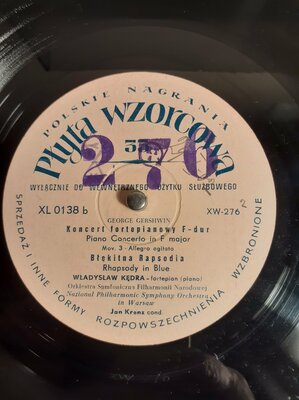 POLSKIE NAGRANIA
Płyta wzorcowa
33
276
WYŁĄCZNIE DO WEWNĘTRZNEGO UŻYTKU SŁUŻBOWEGO
XL 0138 b
XW-276
2
GEORGE GERSHWIN
Koncert fortepianowy F-dur
Piano Concerto in F major
Mov. 3 - Allegro agitato
Błękitna Rapsodia
Rhapsody in Blue
WŁADYSŁAW KĘDRA - fortepian (piano)
Orkiestra Symfoniczna Filharmonii Narodowej
National Philharmonic Symphony Orchestra
in Warsaw
Jan Krenz cond.
SPRZEDAŻ I INNE FORMY ROZPOWSZECHNIENIA WZBRONIONE